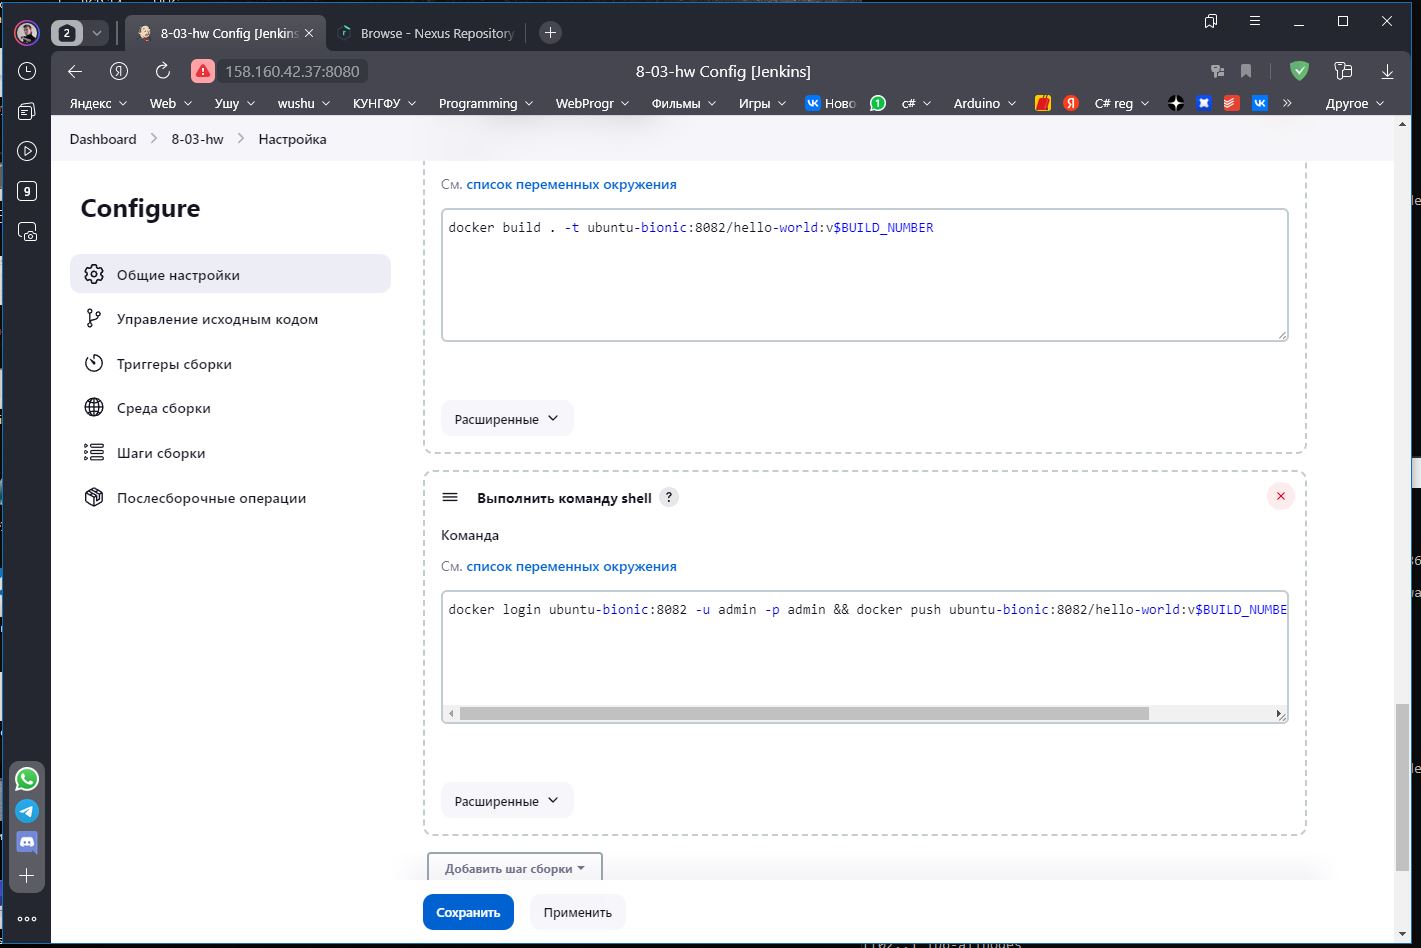 2
8-03-hw Config [Jenkins
Browse - Nexus Repository
158.160.42.37:8080
8-03-hw Config [Jenkins]
Яндекс
Web
Ушу
wushu
КУНГФУ
Programming
WebProgr
Фильмы
Игры
Ново
1
c#
Arduino
Я
C# reg
»
Другое
9
Dashboard
8-03-hw
Настройка
Configure
Общие настройки
Управление исходным кодом
Триггеры сборки
Среда сборки
Шаги сборки
Послесборочные операции
См. список переменных окружения
docker build . -t ubuntu-bionic:8082/hello-world:v$BUILD_NUMBER
Расширенные
Выполнить команду shell ?
Команда
См. список переменных окружения
docker login ubuntu-bionic:8082 -u admin -p admin && docker push ubuntu-bionic:8082/hello-world:v$BUILD_NUMBE
Расширенные
Добавить шаг сборки
Сохранить
Применить